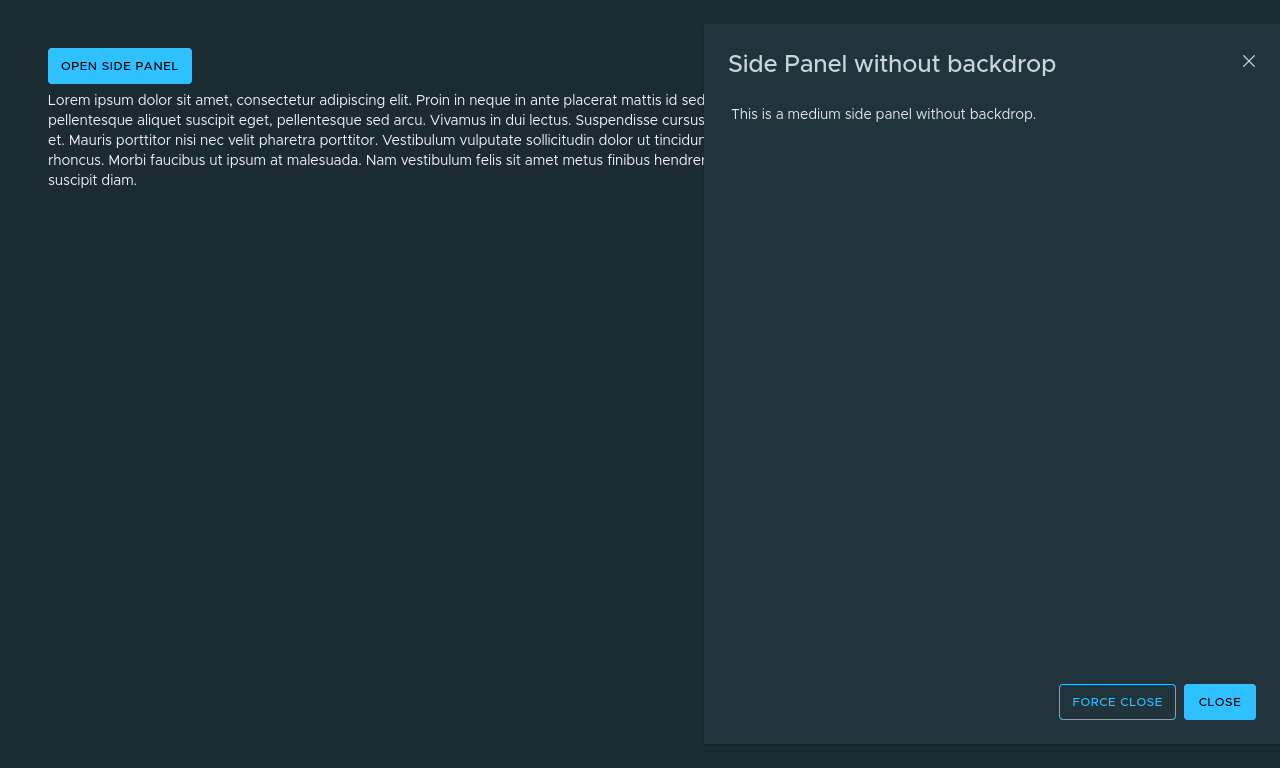 OPEN SIDE PANEL
Lorem ipsum dolor sit amet, consectetur adipiscing elit. Proin in neque in ante placerat mattis id sed
pellentesque aliquet suscipit eget, pellentesque sed arcu. Vivamus in dui lectus. Suspendisse cursus
et. Mauris porttitor nisi nec velit pharetra porttitor. Vestibulum vulputate sollicitudin dolor ut
rhoncus. Morbi faucibus ut ipsum at malesuada. Nam vestibulum felis sit amet metus finibus
suscipit diam.
Side Panel without backdrop
This is a medium side panel without backdrop.
FORCE CLOSE
CLOSE